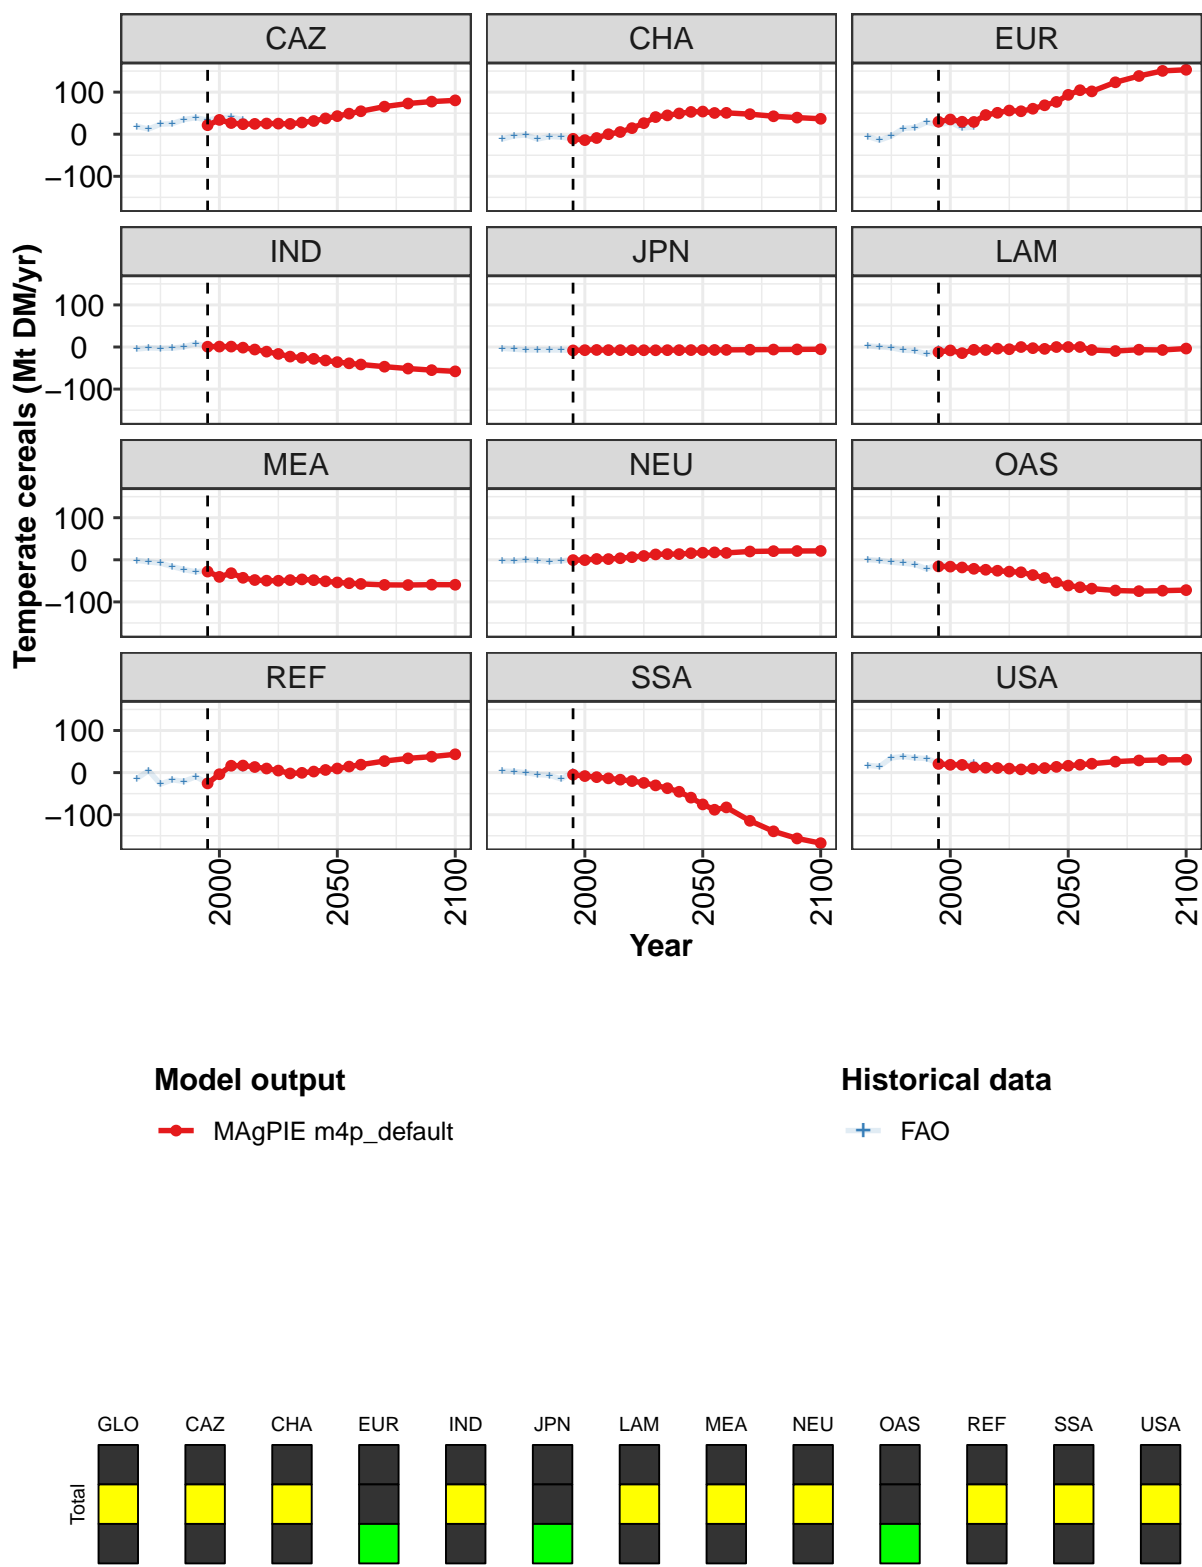 CAZ CHA EUR
100
0
−100
IND JPN LAM
100
0
−100
MEA NEU OAS
100
0
−100
REF SSA USA
100
0
−100
Temperate cereals (Mt DM/yr)
2000 2050 2100 2000 2050 2100 2000 2050 2100
Year
Model output Historical data
MAgPIE m4p_default FAO
GLO CAZ CHA EUR IND JPN LAM MEA NEU OAS REF SSA USA
Total